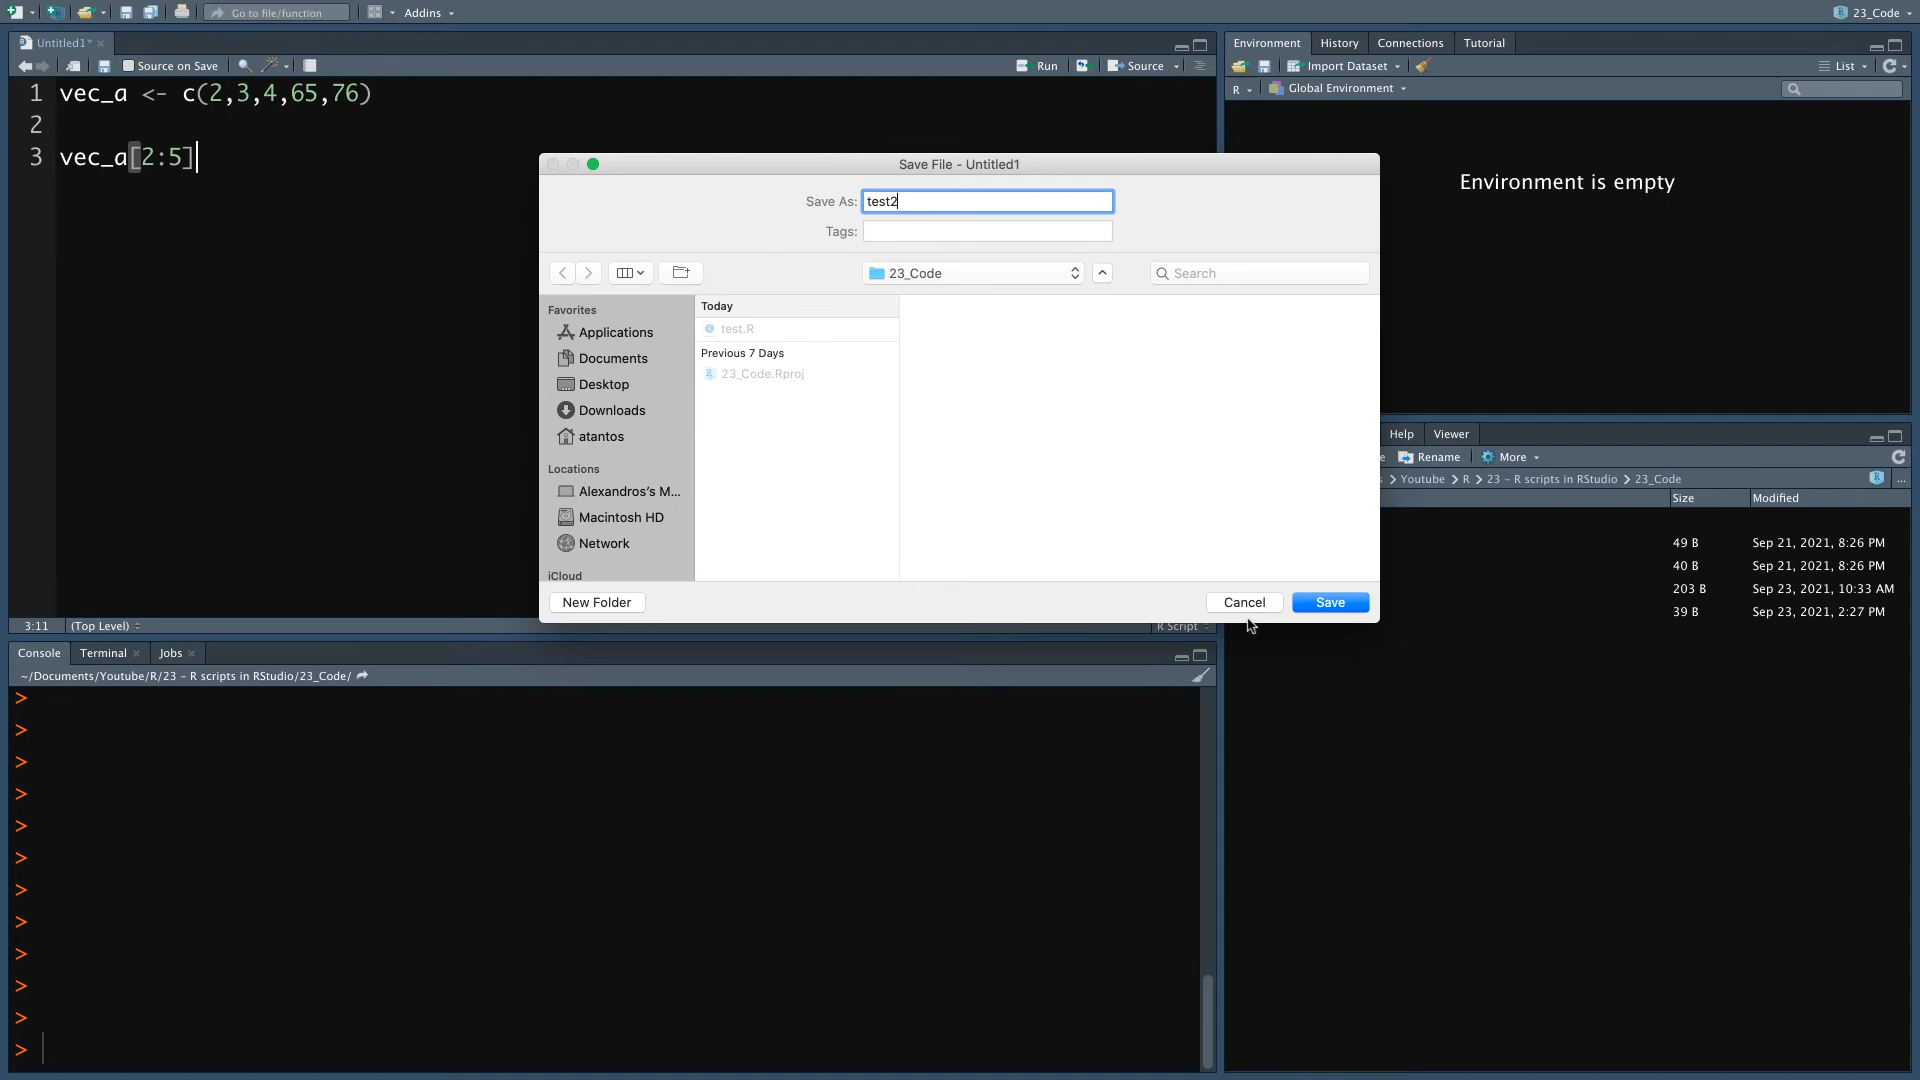 Go to file/function
Addins
23_Code
Untitled1*
Source on Save
Run
Source
1 vec_a <- c(2,3,4,65,76)
2
3 vec_a[2:5]
3:11 (Top Level)
R Script
Save File - Untitled1
Save As: test2
Tags:
23_Code
Search
Favorites
Applications
Documents
Desktop
Downloads
atantos
Locations
Alexandros's M...
Macintosh HD
Network
iCloud
Today
test.R
Previous 7 Days
23_Code.Rproj
New Folder
Cancel
Save
Environment
History
Connections
Tutorial
Import Dataset
List
R
Global Environment
Environment is empty
Help
Viewer
Rename
More
Youtube > R > 23 - R scripts in RStudio > 23_Code
...
Size
Modified
49 B Sep 21, 2021, 8:26 PM
40 B Sep 21, 2021, 8:26 PM
203 B Sep 23, 2021, 10:33 AM
39 B Sep 23, 2021, 2:27 PM
Console
Terminal
Jobs
~/Documents/Youtube/R/23 - R scripts in RStudio/23_Code/
>
>
>
>
>
>
>
>
>
>
>
>